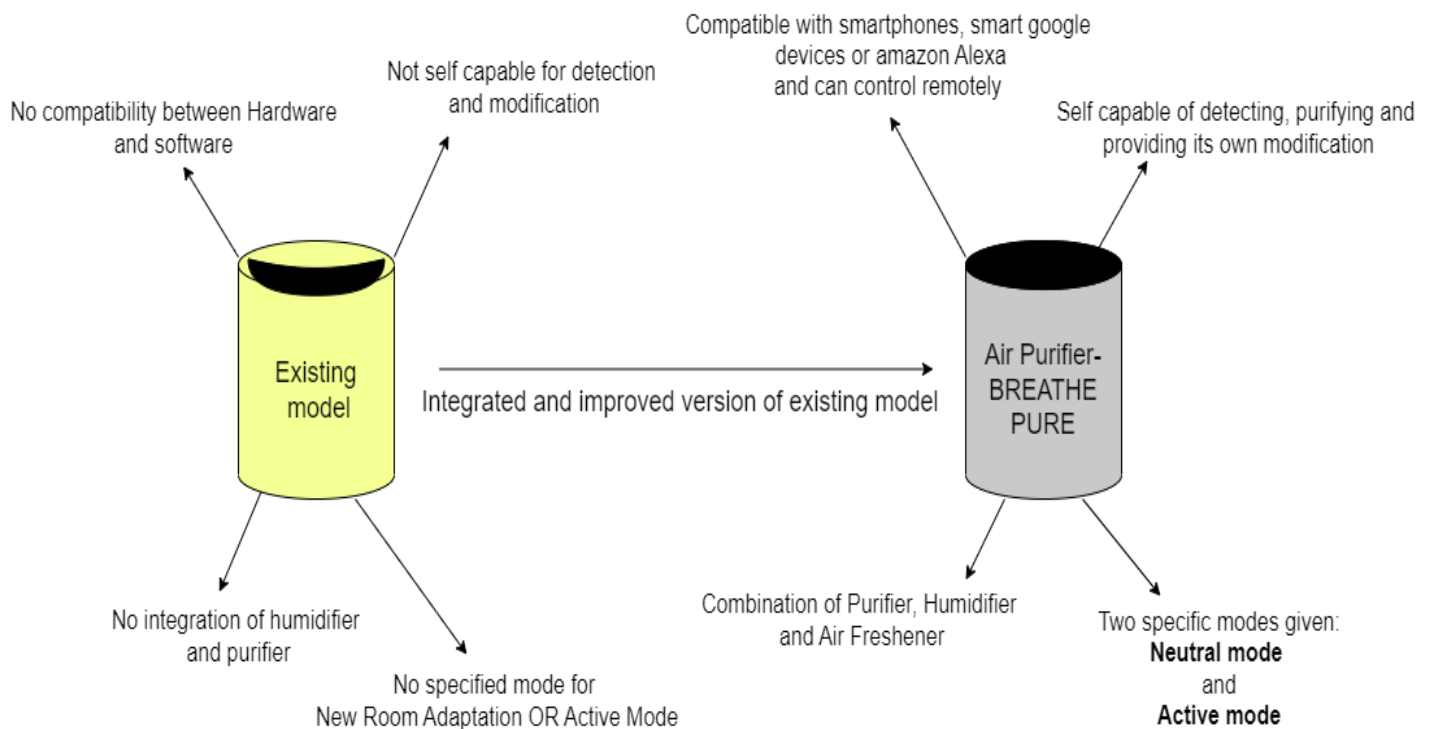 No compatibility between Hardware
and software
Not self capable for detection
and modification
Existing
model
No integration of humidifier
and purifier
No specified mode for
New Room Adaptation OR Active Mode
Integrated and improved version of existing model
Compatible with smartphones, smart google
devices or amazon Alexa
and can control remotely
Self capable of detecting, purifying and
providing its own modification
Air Purifier-
BREATHE
PURE
Combination of Purifier, Humidifier
and Air Freshener
Two specific modes given:
Neutral mode
and
Active mode